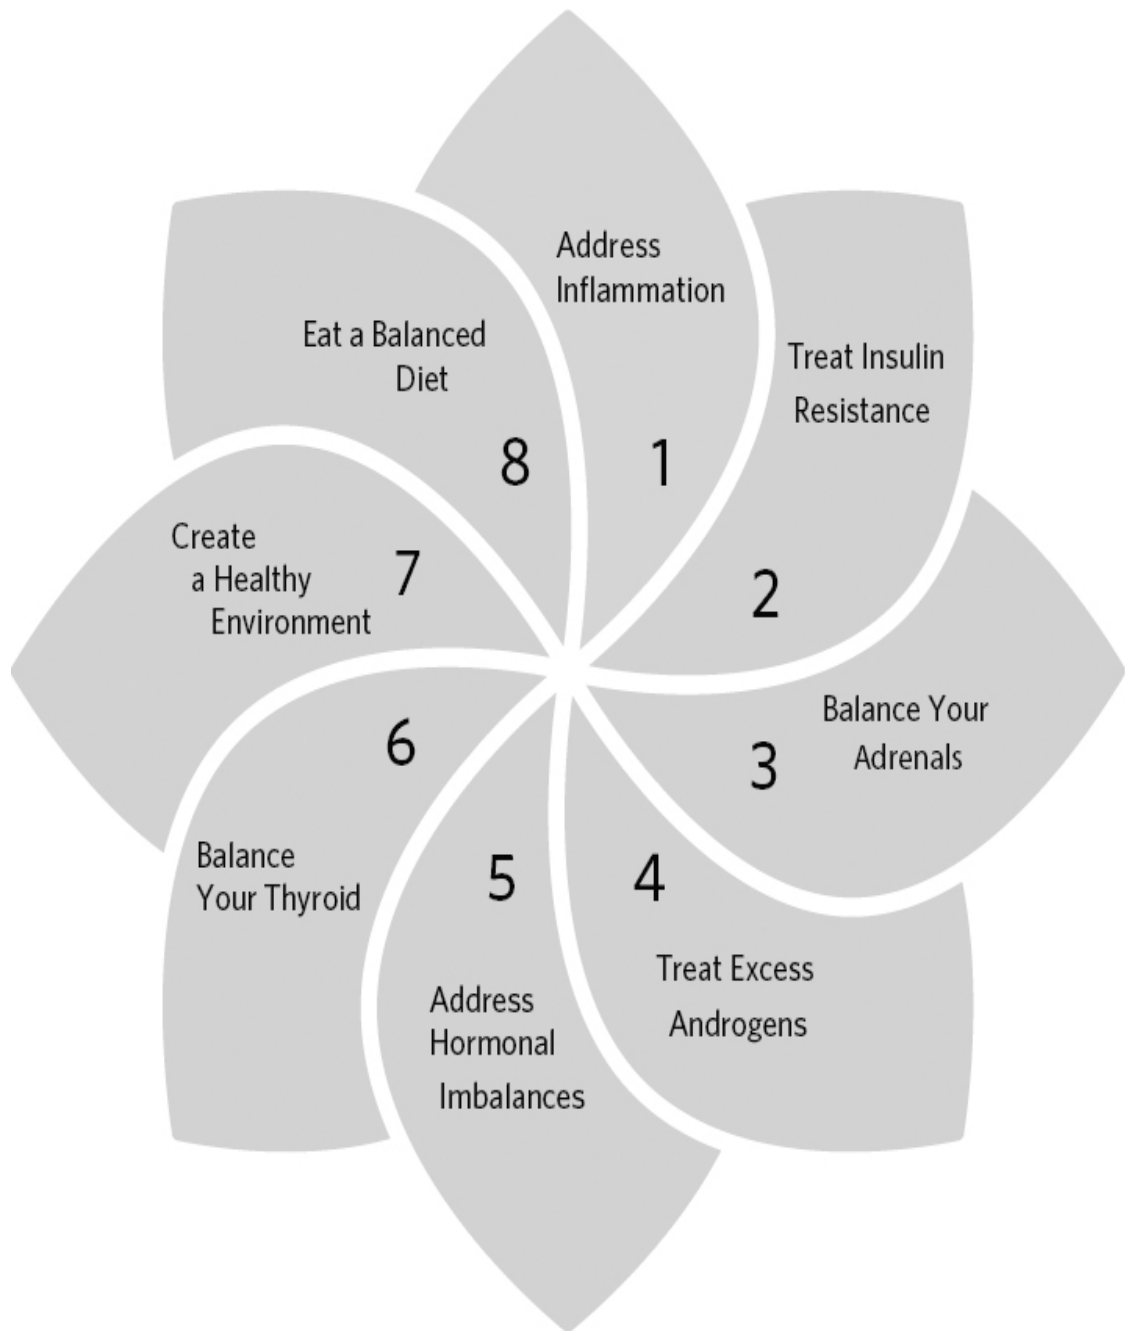 Address
Inflammation
1
Treat Insulin
Resistance
2
Balance Your
Adrenals
3
4
Treat Excess
Androgens
5
Address
Hormonal
Imbalances
6
Balance
Your Thyroid
Create
a Healthy
Environment
7
Eat a Balanced
Diet
8